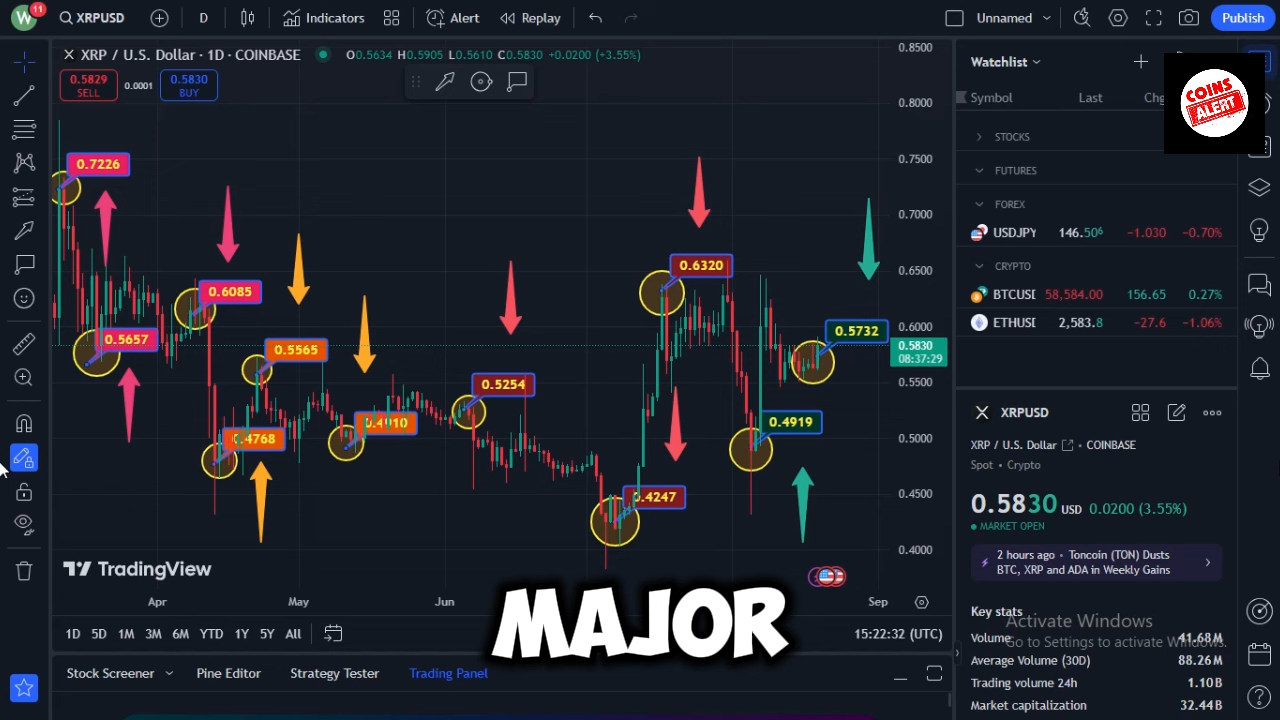 W 11 XRPUSD D Indicators Alert Replay Unnamed Publish
XRP / U.S. Dollar · 1D · COINBASE O0.5634 H0.5905 L0.5610 C0.5830 +0.0200 (+3.55%)
0.5829 SELL 0.0001 0.5830 BUY
0.8500
0.8000
0.7500
0.7000
0.6500
0.6000
0.5830
08:37:29
0.5500
0.5000
0.4500
0.4000
0.7226
0.5657
0.6085
0.4768
0.5565
0.4910
0.5254
0.4247
0.6320
0.4919
0.5732
TradingView
Apr May Jun Sep
MAJOR
1D 5D 1M 3M 6M YTD 1Y 5Y All 15:22:32 (UTC)
Stock Screener Pine Editor Strategy Tester Trading Panel
Watchlist
COINS
ALERT
Symbol Last Chg
STOCKS
FUTURES
FOREX
USDJPY 146.506 −1.030 −0.70%
CRYPTO
BTCUSD 58,584.00 156.65 0.27%
ETHUSD 2,583.8 −27.6 −1.06%
XRPUSD
XRP / U.S. Dollar · COINBASE
Spot • Crypto
0.5830 USD 0.0200 (3.55%)
MARKET OPEN
2 hours ago • Toncoin (TON) Dusts
BTC, XRP and ADA in Weekly Gains
Key stats
Activate Windows
Go to Settings to activate Windows.
Volume 41.68M
Average Volume (30D) 88.26M
Trading volume 24h 1.10B
Market capitalization 32.44B